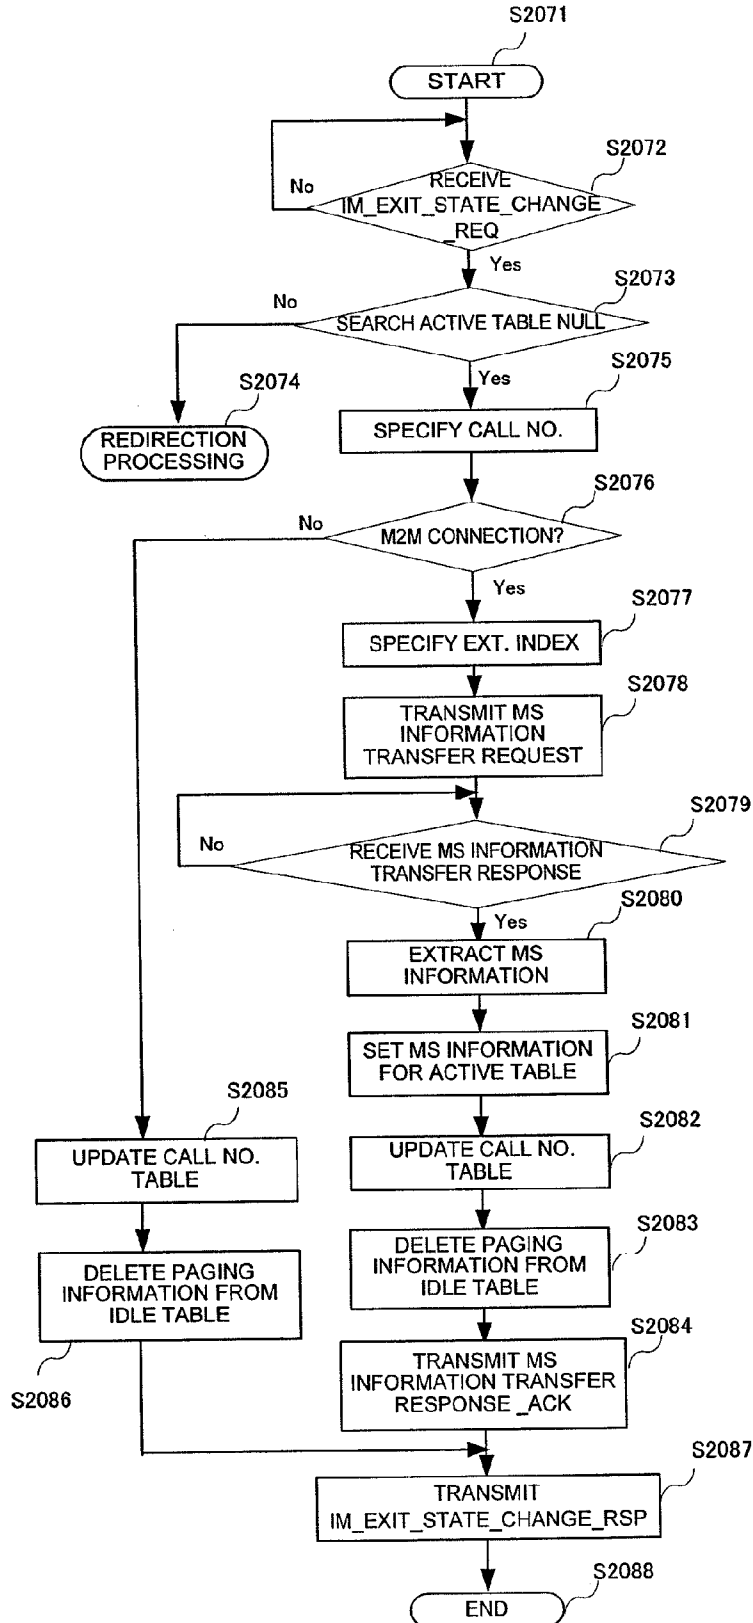 S2071
START
S2072
No
RECEIVE
IM_EXIT_STATE_CHANGE
_REQ
Yes
S2073
No
SEARCH ACTIVE TABLE NULL
S2074
Yes
S2075
REDIRECTION
PROCESSING
SPECIFY CALL NO.
S2076
No
M2M CONNECTION?
Yes
S2077
SPECIFY EXT. INDEX
S2078
TRANSMIT MS
INFORMATION
TRANSFER REQUEST
S2079
No
RECEIVE MS INFORMATION
TRANSFER RESPONSE
S2080
Yes
EXTRACT MS
INFORMATION
S2081
SET MS INFORMATION
FOR ACTIVE TABLE
S2085
S2082
UPDATE CALL NO.
TABLE
UPDATE CALL NO.
TABLE
S2083
DELETE PAGING
INFORMATION FROM
IDLE TABLE
DELETE PAGING
INFORMATION FROM
IDLE TABLE
S2084
S2086
TRANSMIT MS
INFORMATION TRANSFER
RESPONSE _ACK
S2087
TRANSMIT
IM_EXIT_STATE_CHANGE_RSP
S2088
END